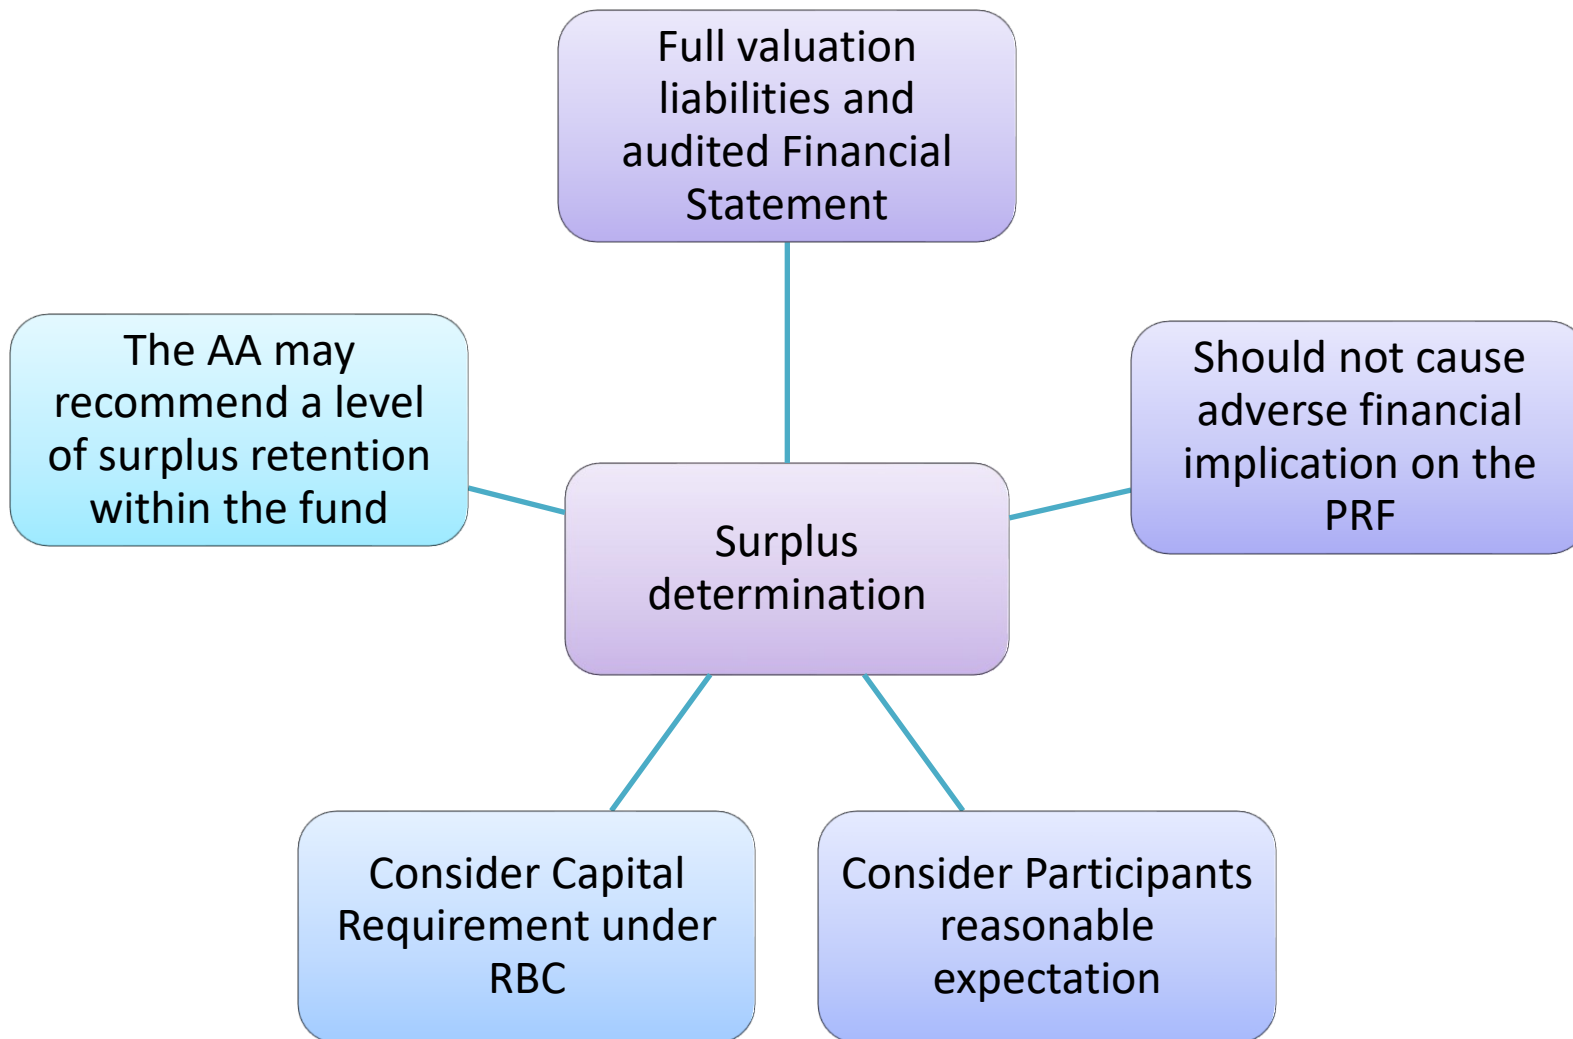 Full valuation
liabilities and
audited Financial
Statement
The AA may
recommend a level
of surplus retention
within the fund
Should not cause
adverse financial
implication on the
PRF
Surplus
determination
Consider Capital
Requirement under
RBC
Consider Participants
reasonable
expectation